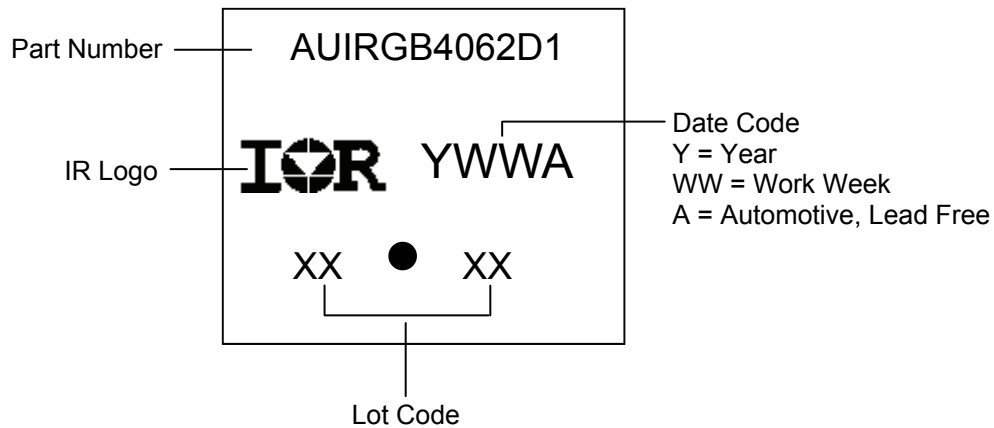 Part Number
AUIRGB4062D1
IR Logo
IOR
YWWA
Date Code
Y = Year
WW = Work Week
A = Automotive, Lead Free
XX
XX
Lot Code